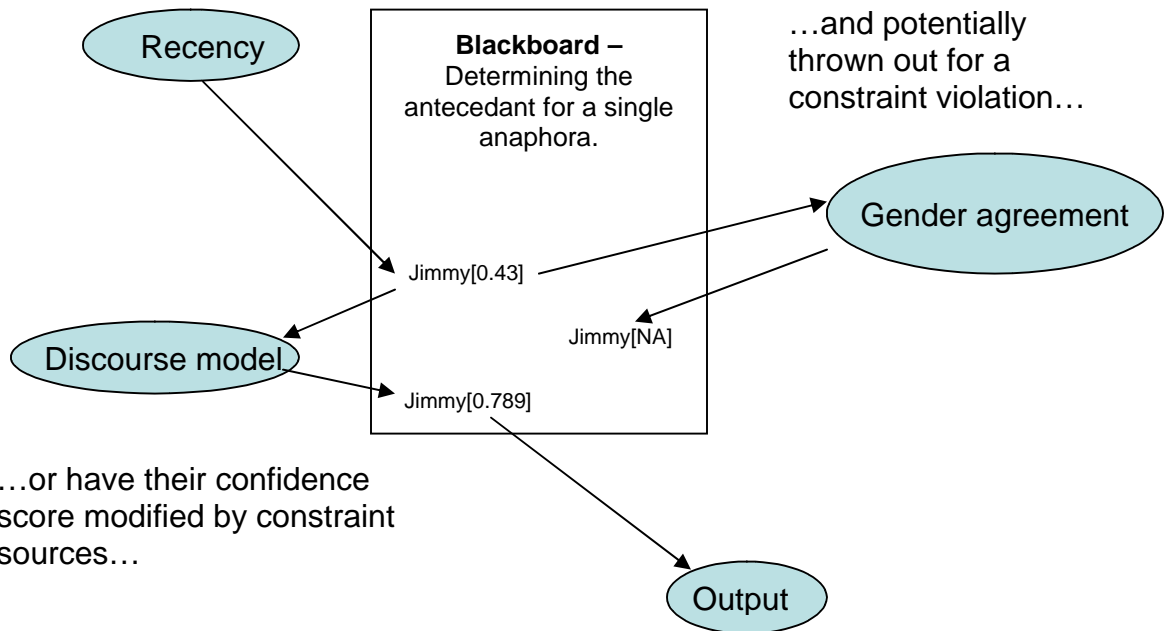 Recency
Blackboard –
Determining the
antecedant for a single
anaphora.
…and potentially
thrown out for a
constraint violation…
Gender agreement
Jimmy[0.43]
Jimmy[NA]
Discourse model
Jimmy[0.789]
…or have their confidence
score modified by constraint
sources…
Output